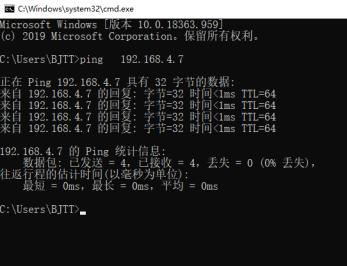 C:\Windows\system32\cmd.exe
Microsoft Windows [版本 10.0.18363.959]
(c) 2019 Microsoft Corporation。保留所有权利。
C:\Users\BJTT>ping 192.168.4.7
正在 Ping 192.168.4.7 具有 32 字节的数据:
来自 192.168.4.7 的回复: 字节=32 时间<1ms TTL=64
来自 192.168.4.7 的回复: 字节=32 时间<1ms TTL=64
来自 192.168.4.7 的回复: 字节=32 时间<1ms TTL=64
来自 192.168.4.7 的回复: 字节=32 时间<1ms TTL=64
192.168.4.7 的 Ping 统计信息:
数据包: 已发送 = 4，已接收 = 4，丢失 = 0 (0% 丢失)，
往返行程的估计时间(以毫秒为单位):
最短 = 0ms，最长 = 0ms，平均 = 0ms
C:\Users\BJTT>